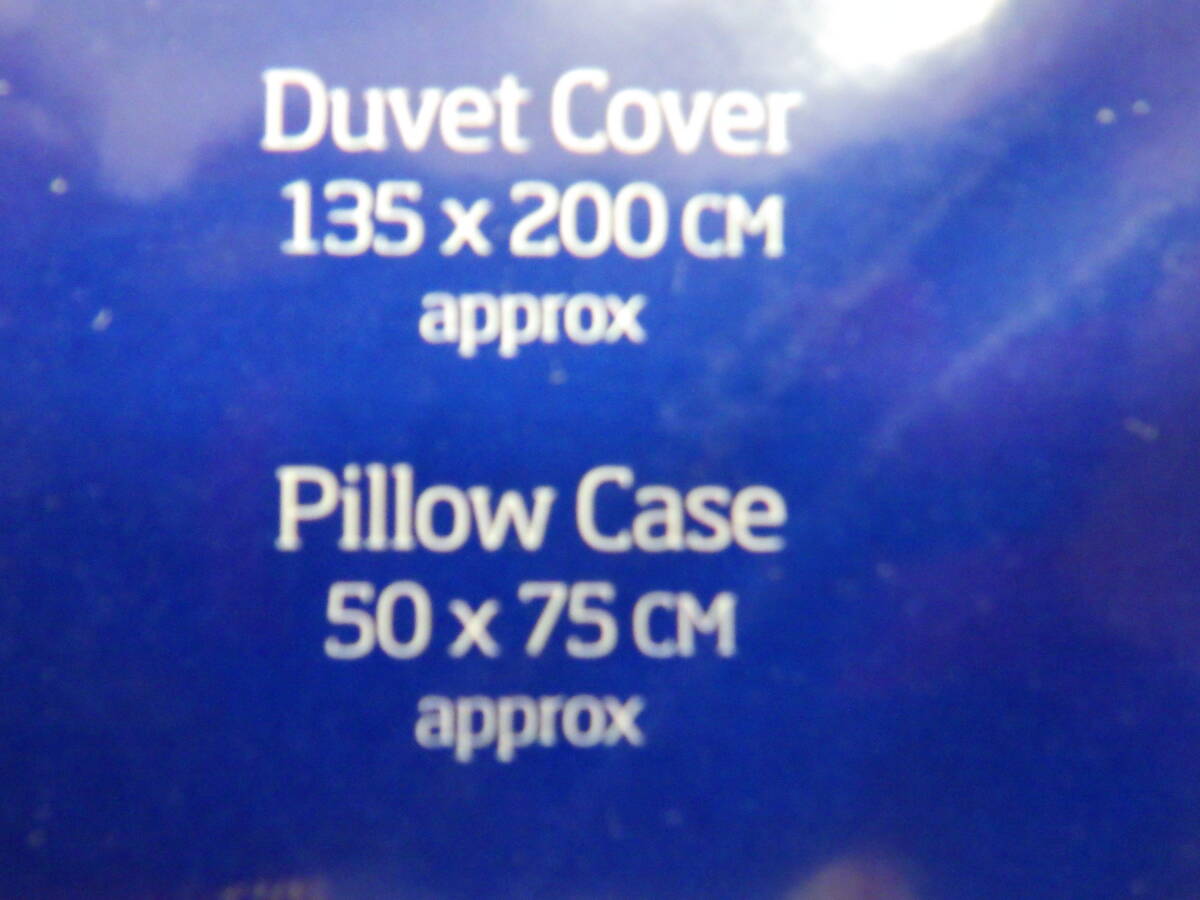 Duvet Cover
135 x 200 CM
approx
Pillow Case
50 x 75 CM
approx